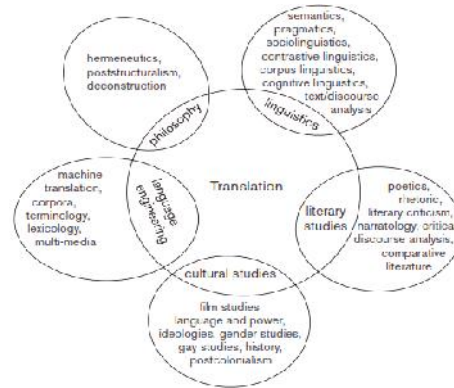 semantics,
pragmatics,
sociolinguistics,
contrastive linguistics,
corpus linguistics,
cognitive linguistics,
text/discourse
analysis
linguistics
hermeneutics,
poststructuralism,
deconstruction
philosophy
machine
translation,
corpora,
terminology,
lexicology,
multi-media
language
engineering
Translation
literary
studies
poetics,
rhetoric,
literary criticism,
narratology, critical
discourse analysis,
comparative
literature
cultural studies
film studies
language and power,
ideologies, gender studies,
gay studies, history,
postcolonialism